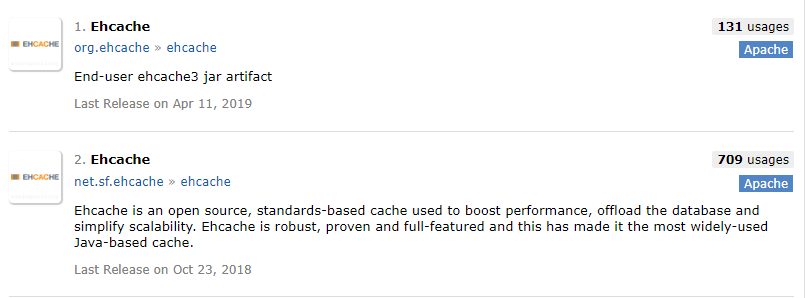 EHCACHE
1. Ehcache
131 usages
org.ehcache » ehcache
Apache
End-user ehcache3 jar artifact
Last Release on Apr 11, 2019
EHCACHE
2. Ehcache
709 usages
net.sf.ehcache » ehcache
Apache
Ehcache is an open source, standards-based cache used to boost performance, offload the database and
simplify scalability. Ehcache is robust, proven and full-featured and this has made it the most widely-used
Java-based cache.
Last Release on Oct 23, 2018